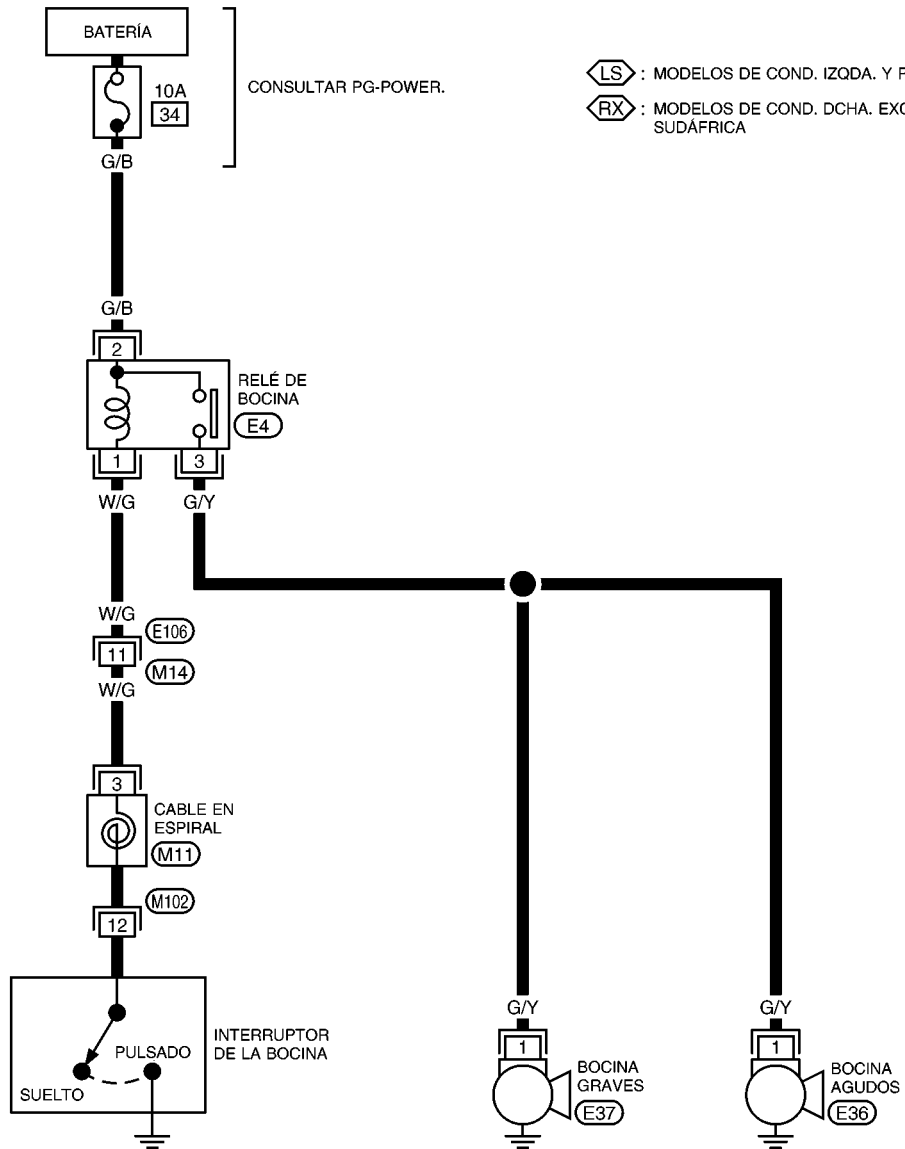 BATERÍA
10A
34
CONSULTAR PG-POWER.
LS : MODELOS DE COND. IZQDA. Y
RX : MODELOS DE COND. DCHA.
SUDÁFRICA
G/B
G/B
2
RELÉ DE
BOCINA
E4
1
3
W/G
G/Y
W/G
E106
11
M14
W/G
3
CABLE EN
ESPIRAL
M11
M102
12
INTERRUPTOR
DE LA BOCINA
PULSADO
SUELTO
G/Y
1
BOCINA
GRAVES
E37
G/Y
1
BOCINA
AGUDOS
E36